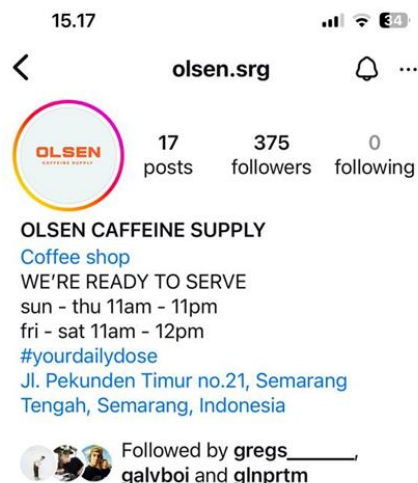 15.17
34
olsen.srg
OLSEN
CAFFEINE SUPPLY
17
posts
375
followers
0
following
OLSEN CAFFEINE SUPPLY
Coffee shop
WE'RE READY TO SERVE
sun - thu 11am - 11pm
fri - sat 11am - 12pm
#yourdailydose
Jl. Pekunden Timur no.21, Semarang
Tengah, Semarang, Indonesia
Followed by gregs_______,
galvboi and glnprtm